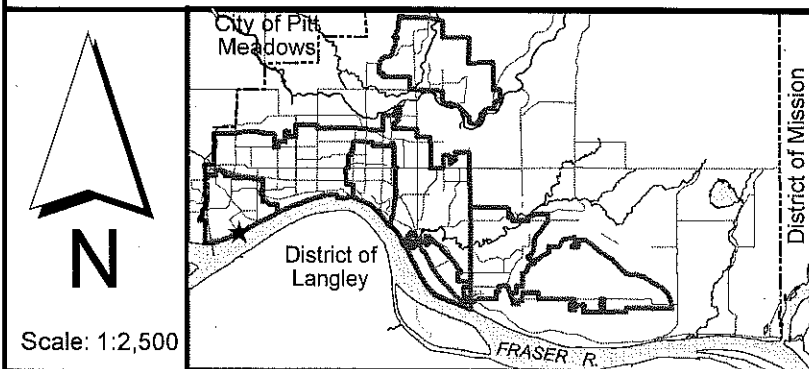 City of Pitt
Meadows
District of Mission
District of
Langley
N
Scale: 1:2,500
FRASER R.